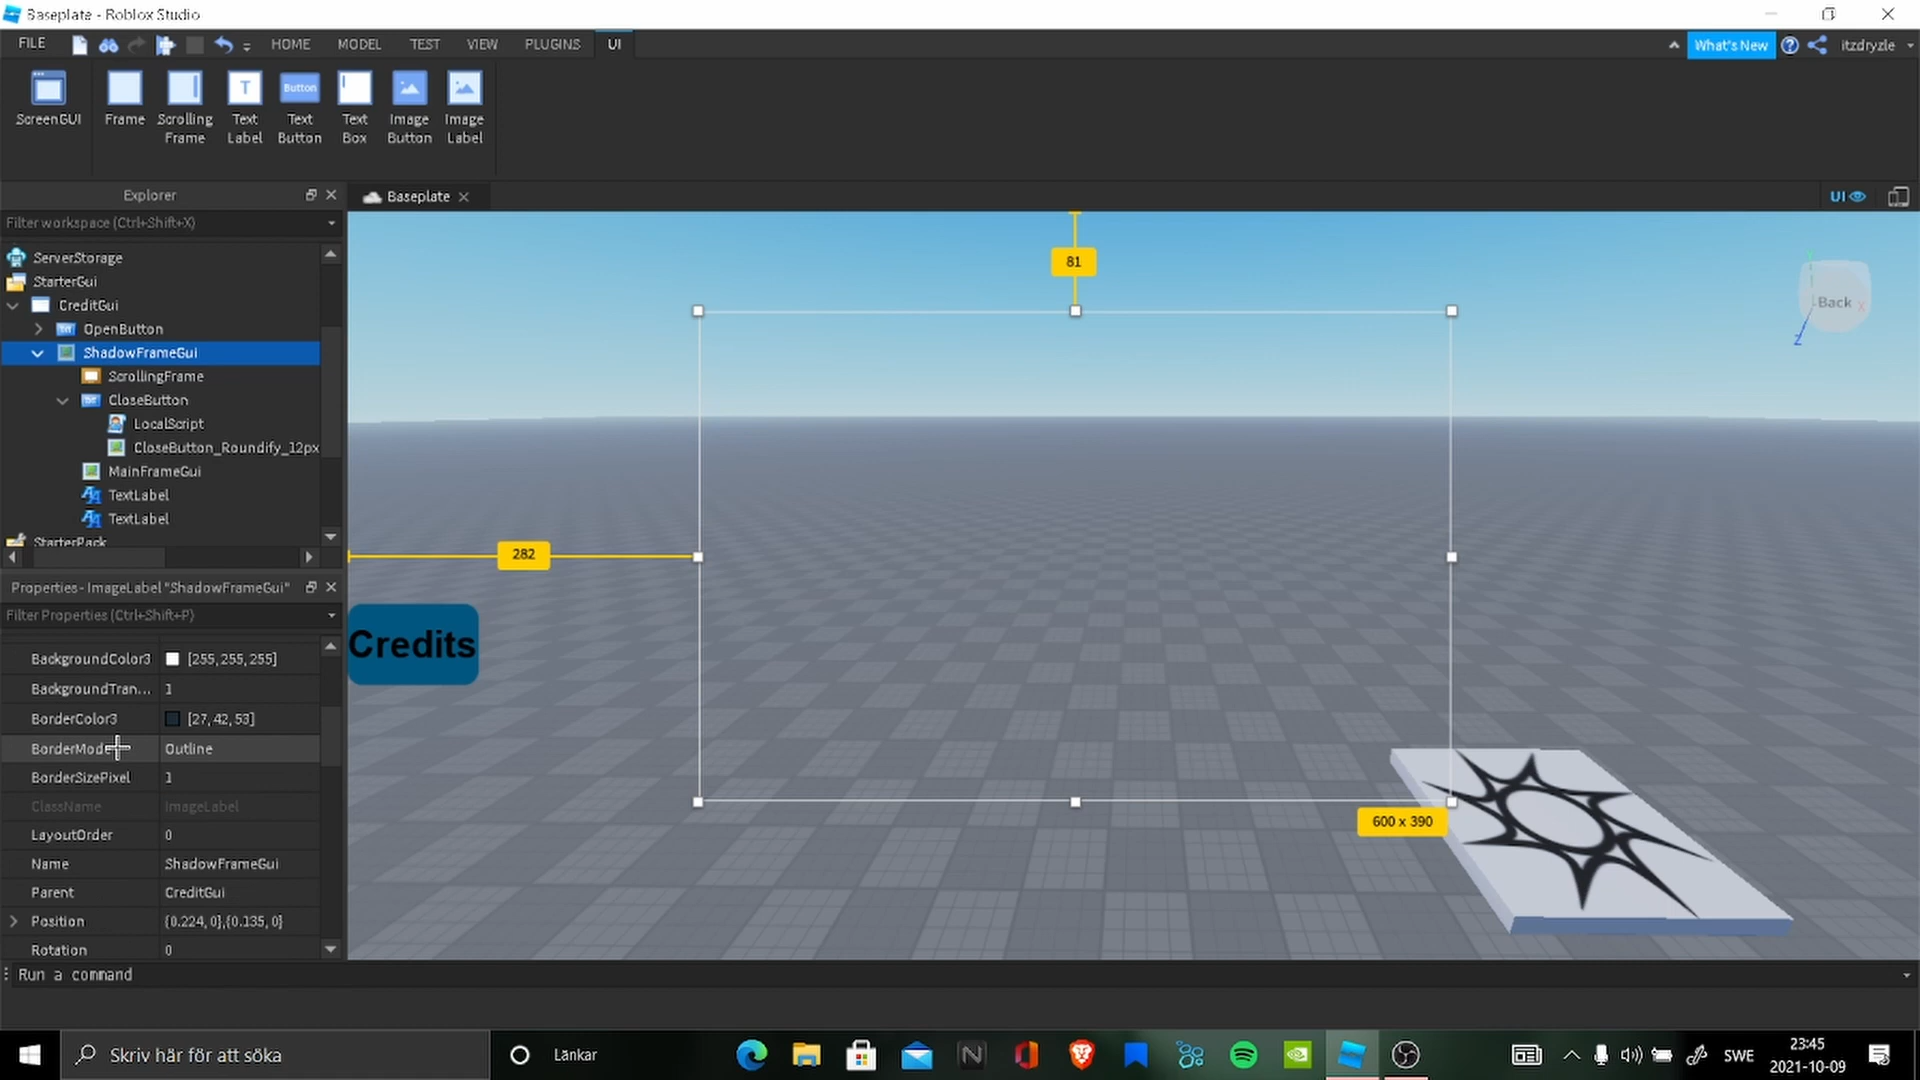 Baseplate - Roblox Studio
FILE
HOME
MODEL
TEST
VIEW
PLUGINS
UI
What's New
?
itzdryzle
ScreenGUI
Frame
Scrolling
Frame
T
Text
Label
Button
Text
Button
Text
Box
Image
Button
Image
Label
Explorer
Baseplate
UI
Filter workspace (Ctrl+Shift+X)
ServerStorage
StarterGui
CreditGui
OpenButton
ShadowFrameGui
ScrollingFrame
CloseButton
LocalScript
CloseButton_Roundify_12px
MainFrameGui
TextLabel
TextLabel
StarterPack
81
Back
X
Z
282
Credits
600 x 390
Properties - ImageLabel "ShadowFrameGui"
Filter Properties (Ctrl+Shift+P)
BackgroundColor3 [255,255,255]
BackgroundTran... 1
BorderColor3 [27,42,53]
BorderMode Outline
BorderSizePixel 1
ClassName ImageLabel
LayoutOrder 0
Name ShadowFrameGui
Parent CreditGui
Position {0.224, 0},{0.135, 0}
Rotation 0
Run a command
Skriv här för att söka
Länkar
SWE
23:45
2021-10-09